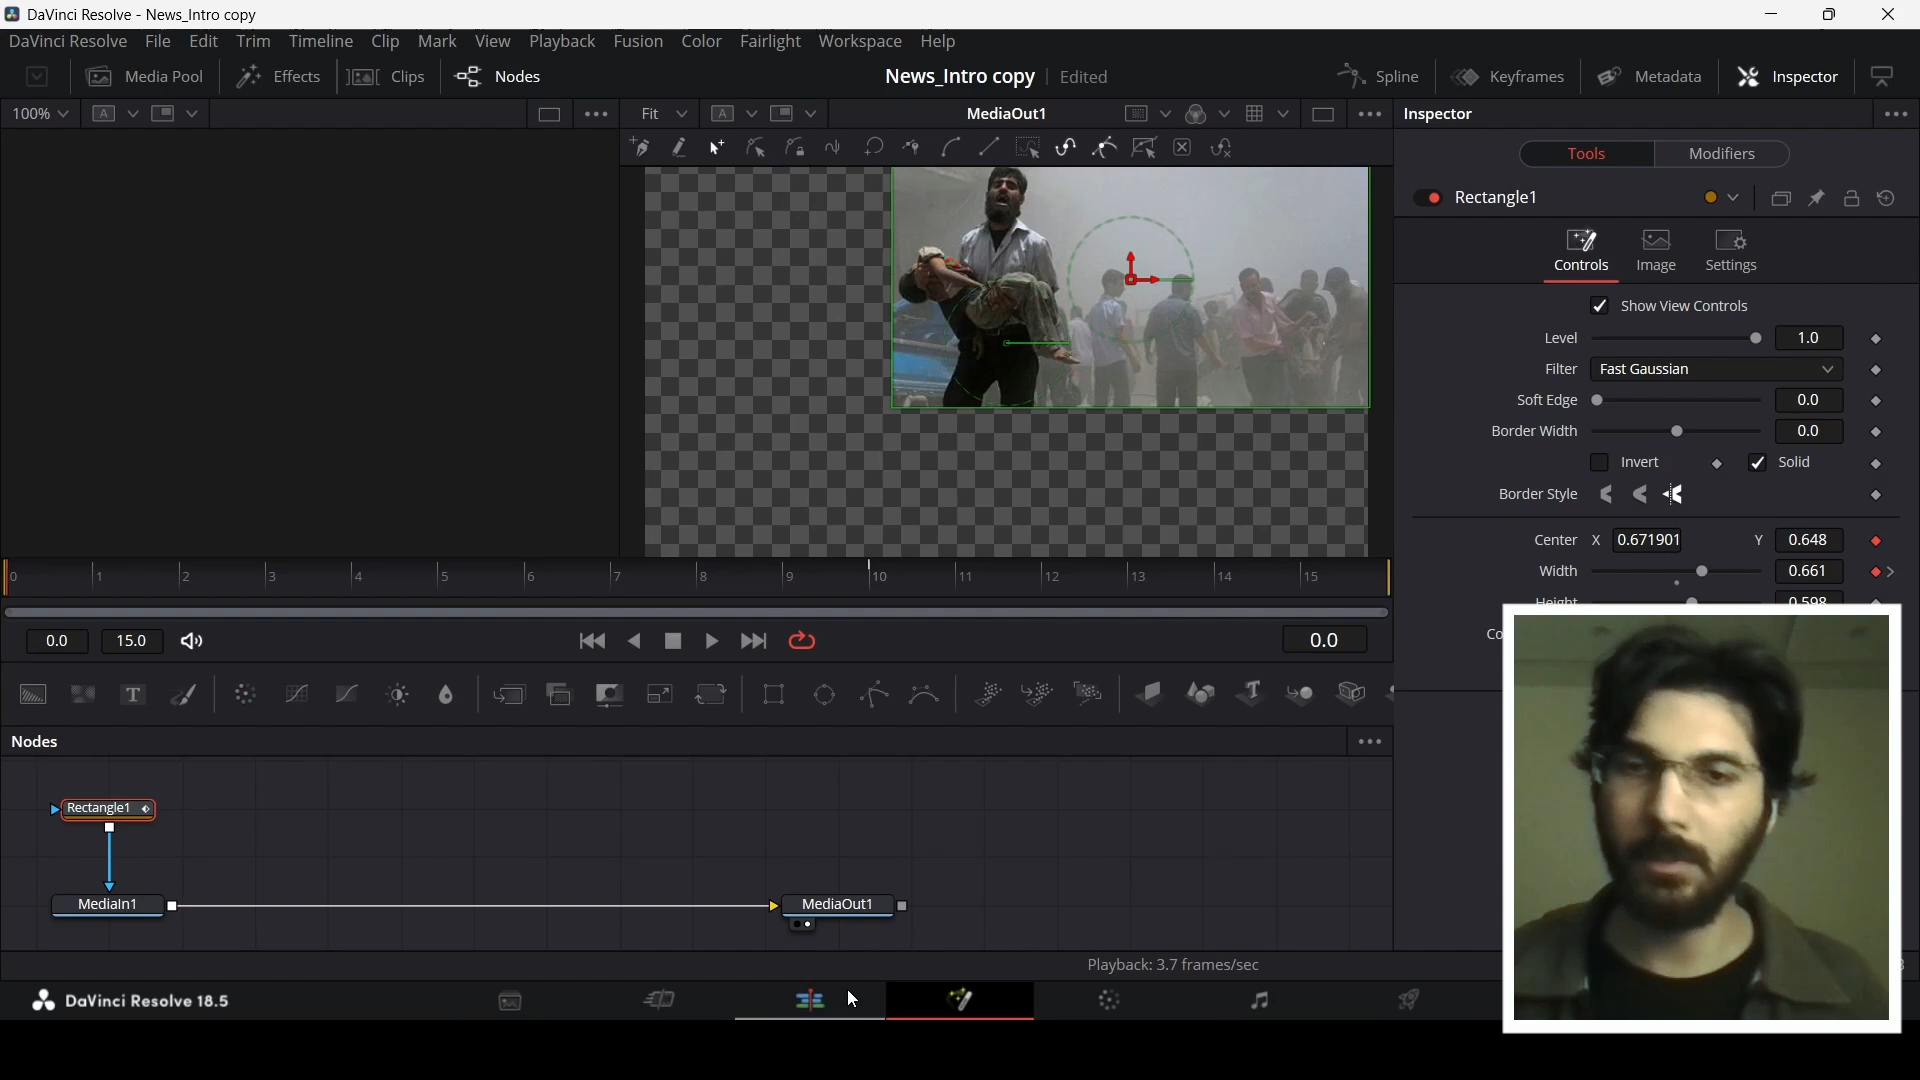 DaVinci Resolve - News_Intro copy
DaVinci Resolve File Edit Trim Timeline Clip Mark View Playback Fusion Color Fairlight Workspace Help
Media Pool Effects Clips Nodes News_Intro copy Edited Spline Keyframes Metadata Inspector
100% A Fit A MediaOut1 Inspector
Tools Modifiers
Rectangle1
Controls Image Settings
Show View Controls
Level 1.0
Filter Fast Gaussian
Soft Edge 0.0
Border Width 0.0
Invert Solid
Border Style
Center X 0.671901 Y 0.648
Width 0.661
Height 0.598
0 1 2 3 4 5 6 7 8 9 10 11 12 13 14 15
0.0 15.0 0.0
T T
Nodes
Rectangle1
MediaIn1 MediaOut1
Playback: 3.7 frames/sec
DaVinci Resolve 18.5